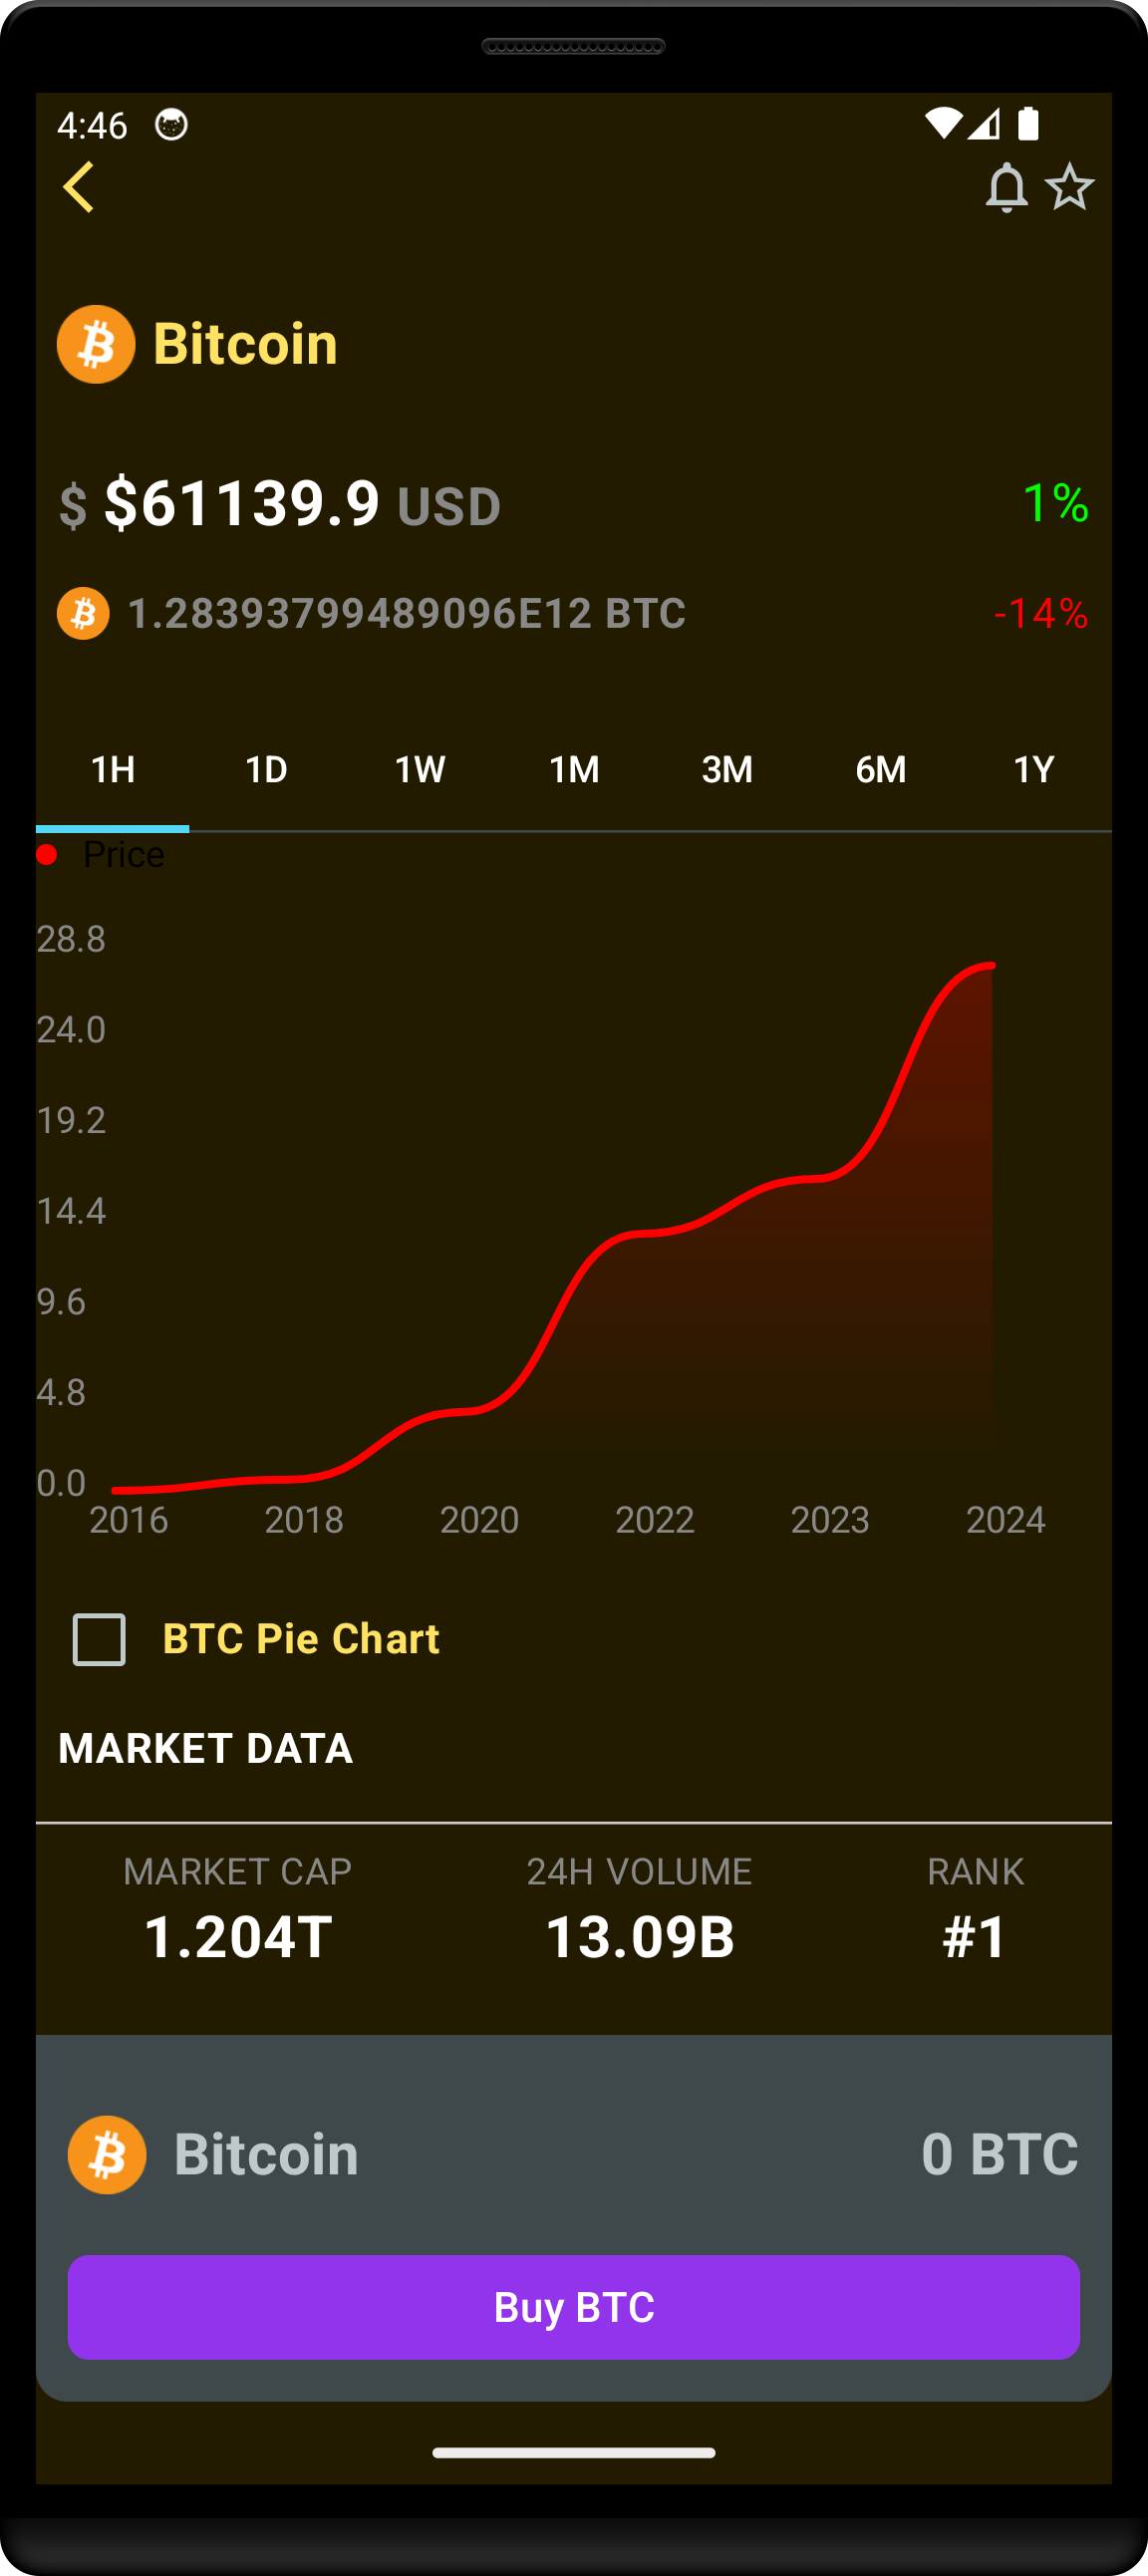 4:46
Bitcoin
$ $61139.9 USD 1%
1.28393799489096E12 BTC -14%
1H 1D 1W 1M 3M 6M 1Y
Price
28.8
24.0
19.2
14.4
9.6
4.8
0.0
2016 2018 2020 2022 2023 2024
BTC Pie Chart
MARKET DATA
MARKET CAP 24H VOLUME RANK
1.204T 13.09B #1
Bitcoin 0 BTC
Buy BTC